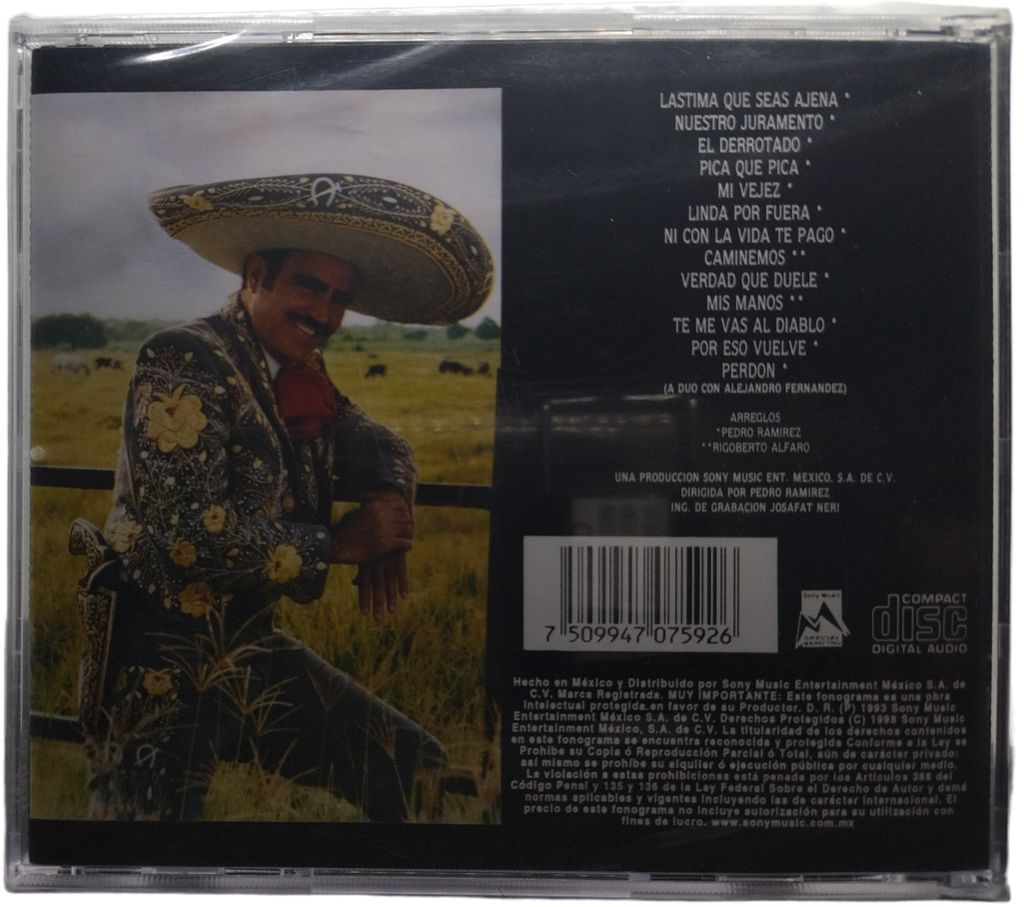 LASTIMA QUE SEAS AJENA *
NUESTRO JURAMENTO *
EL DERROTADO *
PICA QUE PICA *
MI VEJEZ *
LINDA POR FUERA *
NI CON LA VIDA TE PAGO *
CAMINEMOS **
VERDAD QUE DUELE *
MIS MANOS **
TE ME VAS AL DIABLO *
POR ESO VUELVE *
PERDON *
(A DUO CON ALEJANDRO FERNANDEZ)
ARREGLOS
*PEDRO RAMIREZ
**RIGOBERTO ALFARO
UNA PRODUCCION SONY MUSIC ENT. MEXICO, S.A. DE C.V.
DIRIGIDA POR PEDRO RAMIREZ
ING. DE GRABACION JOSAFAT NERI
7 509947 075926
Sony Music
SPECIAL
MARKETING
COMPACT
disc
DIGITAL AUDIO
Hecho en México y Distribuido por Sony Music Entertainment México S.A. de
C.V. Marca Registrada. MUY IMPORTANTE: Este fonograma es una obra
Intelectual protegida en favor de su Productor. D. R. (P) 1993 Sony Music
Entertainment México S.A. de C.V. Derechos Protegidos (C) 1998 Sony Music
Entertainment México, S.A. de C.V. La titularidad de los derechos contenidos
en este fonograma se encuentra reconocida y protegida Conforme a la Ley se
Prohíbe su Copia ó Reproducción Parcial ó Total, aún de carácter privado;
así mismo se prohíbe su alquiler ó ejecución pública por cualquier medio.
La violación a estas prohibiciones está penada por los Artículos 386 del
Código Penal y 135 y 136 de la Ley Federal Sobre el Derecho de Autor y demá
normas aplicables y vigentes incluyendo las de carácter Internacional. El
precio de este fonograma no incluye autorización para su utilización con
fines de lucro. www.sonymusic.com.mx